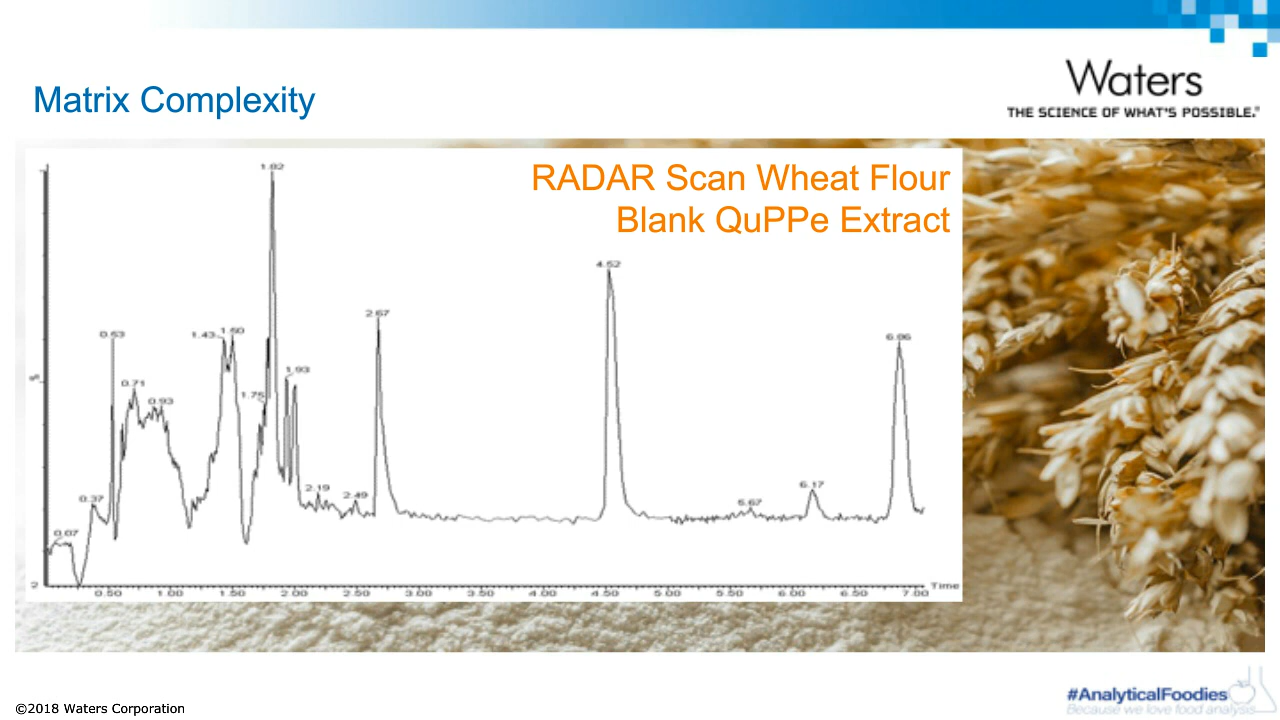 Waters
THE SCIENCE OF WHAT'S POSSIBLE.®
Matrix Complexity
RADAR Scan Wheat Flour
Blank QuPPe Extract
1.82
4.52
2.67
0.53
1.43 1.50
6.86
1.93
0.71
1.75
0.93
2.19
2.49
0.37
5.67
6.17
0.07
%
2
0.50 1.00 1.50 2.00 2.50 3.00 3.50 4.00 4.50 5.00 5.50 6.00 6.50 7.00
Time
#AnalyticalFoodies
Because we love food analysis
©2018 Waters Corporation